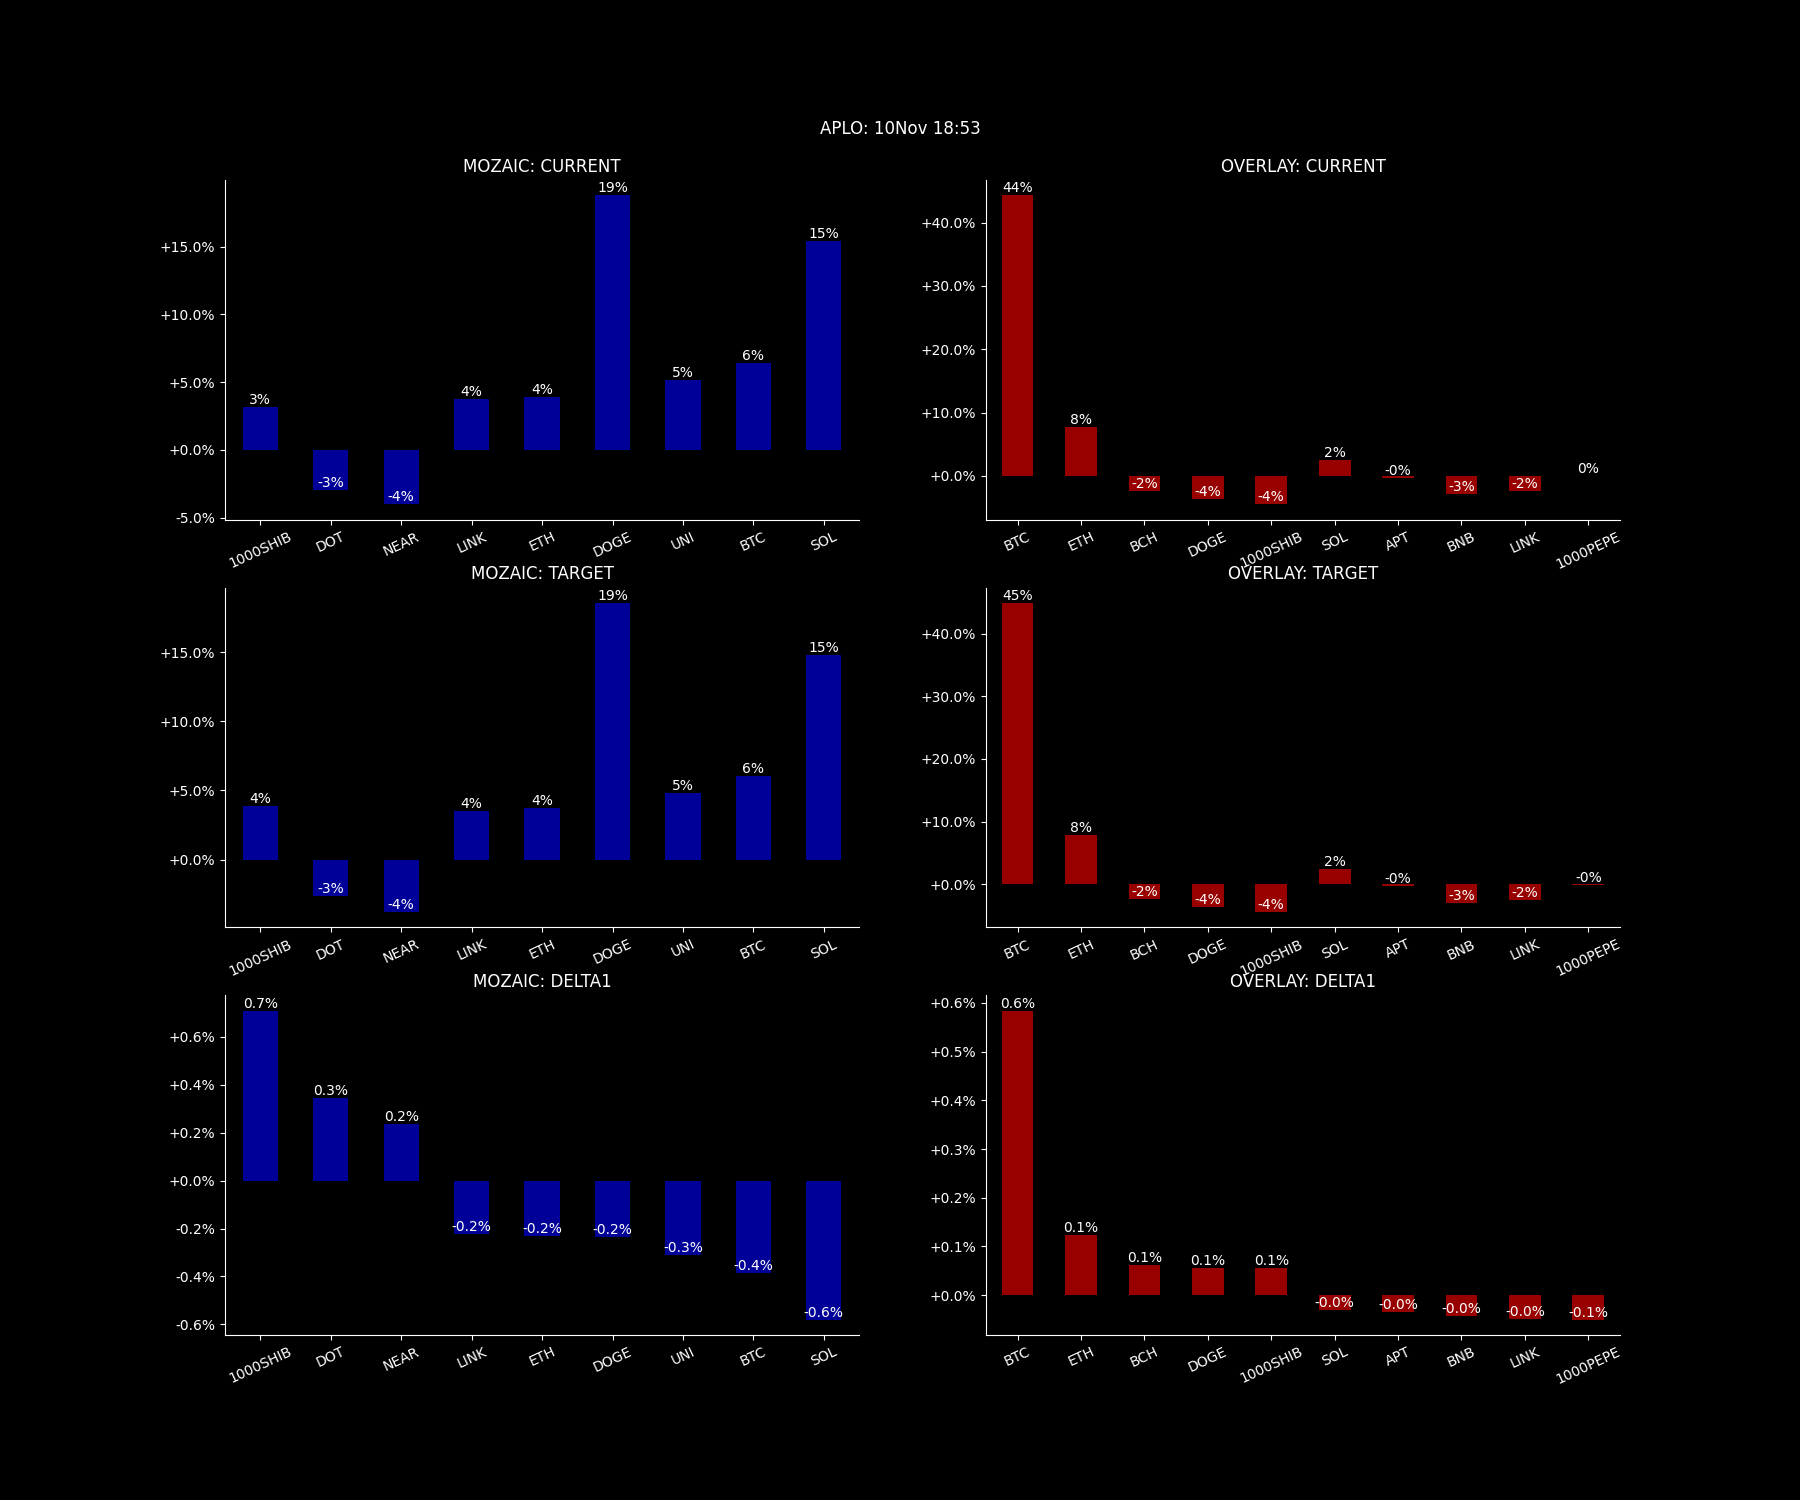 APLO: 10Nov 18:53
MOZAIC: CURRENT
+15.0%
+10.0%
+5.0%
+0.0%
-5.0%
3%
-3%
-4%
4%
4%
19%
5%
6%
15%
1000SHIB
DOT
NEAR
LINK
ETH
DOGE
UNI
BTC
SOL
OVERLAY: CURRENT
+40.0%
+30.0%
+20.0%
+10.0%
+0.0%
44%
8%
-2%
-4%
-4%
2%
-0%
-3%
-2%
0%
BTC
ETH
BCH
DOGE
1000SHIB
SOL
APT
BNB
LINK
1000PEPE
MOZAIC: TARGET
+15.0%
+10.0%
+5.0%
+0.0%
4%
-3%
-4%
4%
4%
19%
5%
6%
15%
1000SHIB
DOT
NEAR
LINK
ETH
DOGE
UNI
BTC
SOL
OVERLAY: TARGET
+40.0%
+30.0%
+20.0%
+10.0%
+0.0%
45%
8%
-2%
-4%
-4%
2%
-0%
-3%
-2%
-0%
BTC
ETH
BCH
DOGE
1000SHIB
SOL
APT
BNB
LINK
1000PEPE
MOZAIC: DELTA1
+0.6%
+0.4%
+0.2%
+0.0%
-0.2%
-0.4%
-0.6%
0.7%
0.3%
0.2%
-0.2%
-0.2%
-0.2%
-0.3%
-0.4%
-0.6%
1000SHIB
DOT
NEAR
LINK
ETH
DOGE
UNI
BTC
SOL
OVERLAY: DELTA1
+0.6%
+0.5%
+0.4%
+0.3%
+0.2%
+0.1%
+0.0%
0.6%
0.1%
0.1%
0.1%
0.1%
-0.0%
-0.0%
-0.0%
-0.0%
-0.1%
BTC
ETH
BCH
DOGE
1000SHIB
SOL
APT
BNB
LINK
1000PEPE